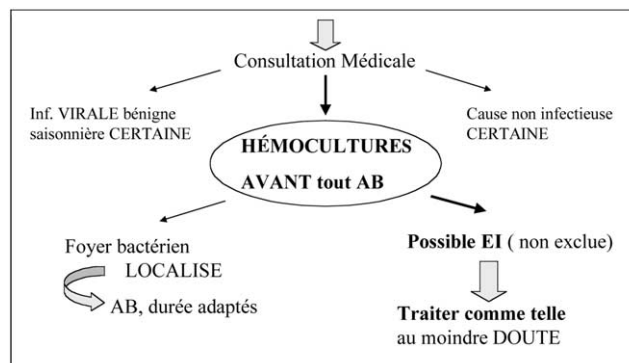 Consultation Médicale
Inf. VIRALE bénigne
saisonnière CERTAINE
Cause non infectieuse
CERTAINE
HÉMOCULTURES
AVANT tout AB
Foyer bactérien
LOCALISE
AB, durée adaptés
Possible EI ( non exclue)
Traiter comme telle
au moindre DOUTE